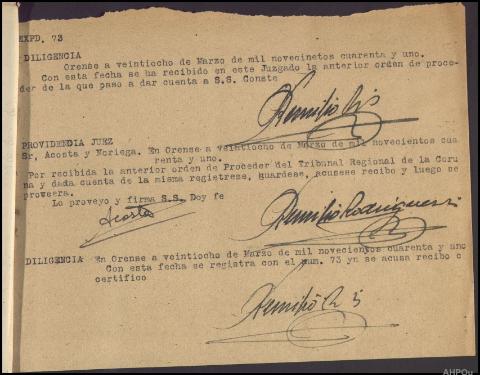 EXPD. 73
DILIGENCIA
Orense a veintiocho de Marzo de mil novecinetos cuarenta y uno.
Con esta fecha se ha recibido en este Juzgado la anterior orden de proce-
der de la que paso a dar cuenta a S.S. Conste
PROVIDENDIA JUEZ
Sr, Acosta y Noriega. En Orense a veintiocho de Marzo de mil novecientos cua
renta y uno.
Por recibida la anterior orden de Proceder del Tribunal Regional de la Coru
na y dada cuenta de la misma registrese, guardese, acusese recibo y luego se
proveera.
Lo proveyo y firma S.S. Doy fe
Acosta
DILIGENCIA En Orense a veintiocho de Marzo de mil novecientos cuarenta y uno
Con esta fecha se registra con el num. 73 yn se acusa recibo c
certifico
AHPOu